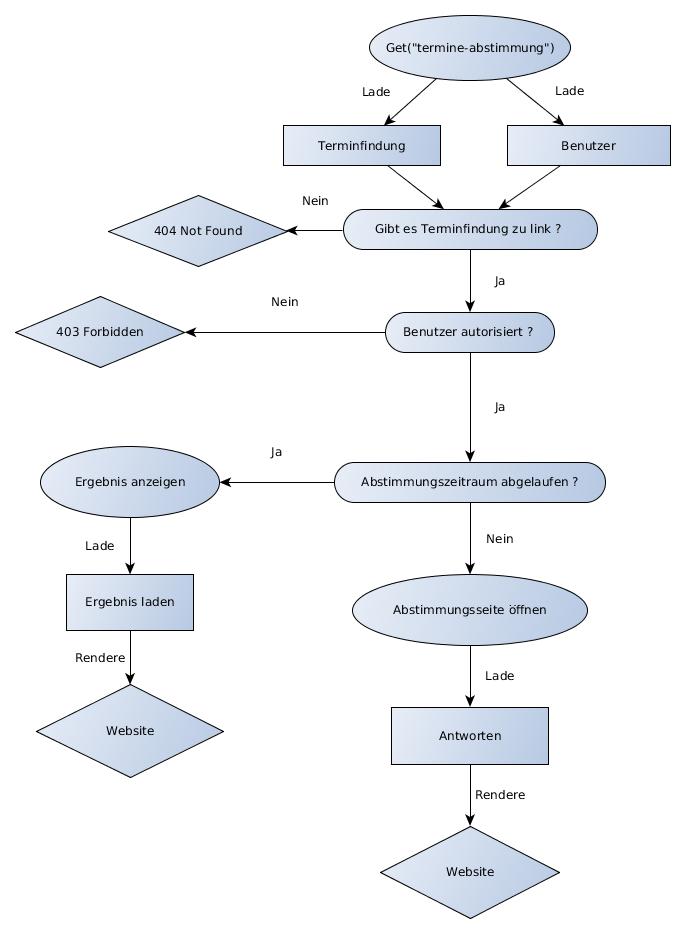 Get("termine-abstimmung")
Lade
Lade
Terminfindung
Benutzer
Nein
Gibt es Terminfindung zu link ?
404 Not Found
Ja
Nein
Benutzer autorisiert ?
403 Forbidden
Ja
Ja
Abstimmungszeitraum abgelaufen ?
Ergebnis anzeigen
Nein
Lade
Ergebnis laden
Abstimmungsseite öffnen
Rendere
Lade
Website
Antworten
Rendere
Website